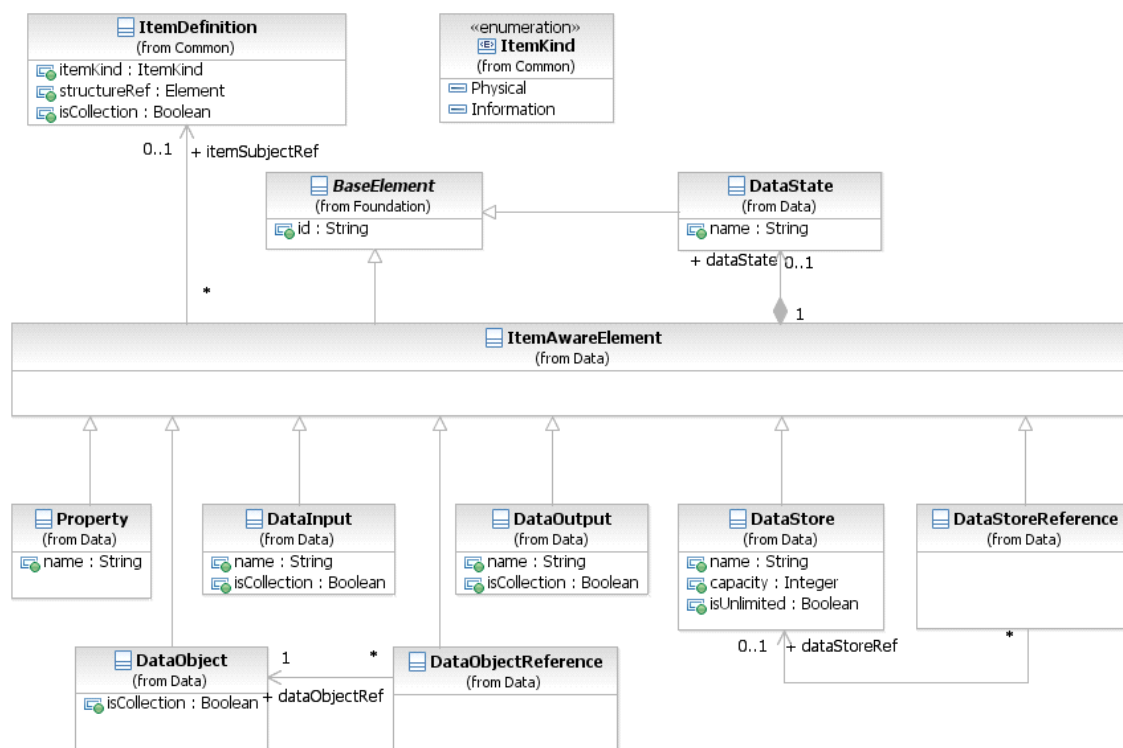 ItemDefinition
(from Common)
itemKind : ItemKind
structureRef : Element
isCollection : Boolean
«enumeration»
ItemKind
(from Common)
Physical
Information
0..1
+ itemSubjectRef
BaseElement
(from Foundation)
id : String
DataState
(from Data)
name : String
+ dataState
0..1
*
1
ItemAwareElement
(from Data)
Property
(from Data)
name : String
DataInput
(from Data)
name : String
isCollection : Boolean
DataOutput
(from Data)
name : String
isCollection : Boolean
DataStore
(from Data)
name : String
capacity : Integer
isUnlimited : Boolean
DataStoreReference
(from Data)
0..1
+ dataStoreRef
*
DataObject
(from Data)
isCollection : Boolean
1
*
+ dataObjectRef
DataObjectReference
(from Data)